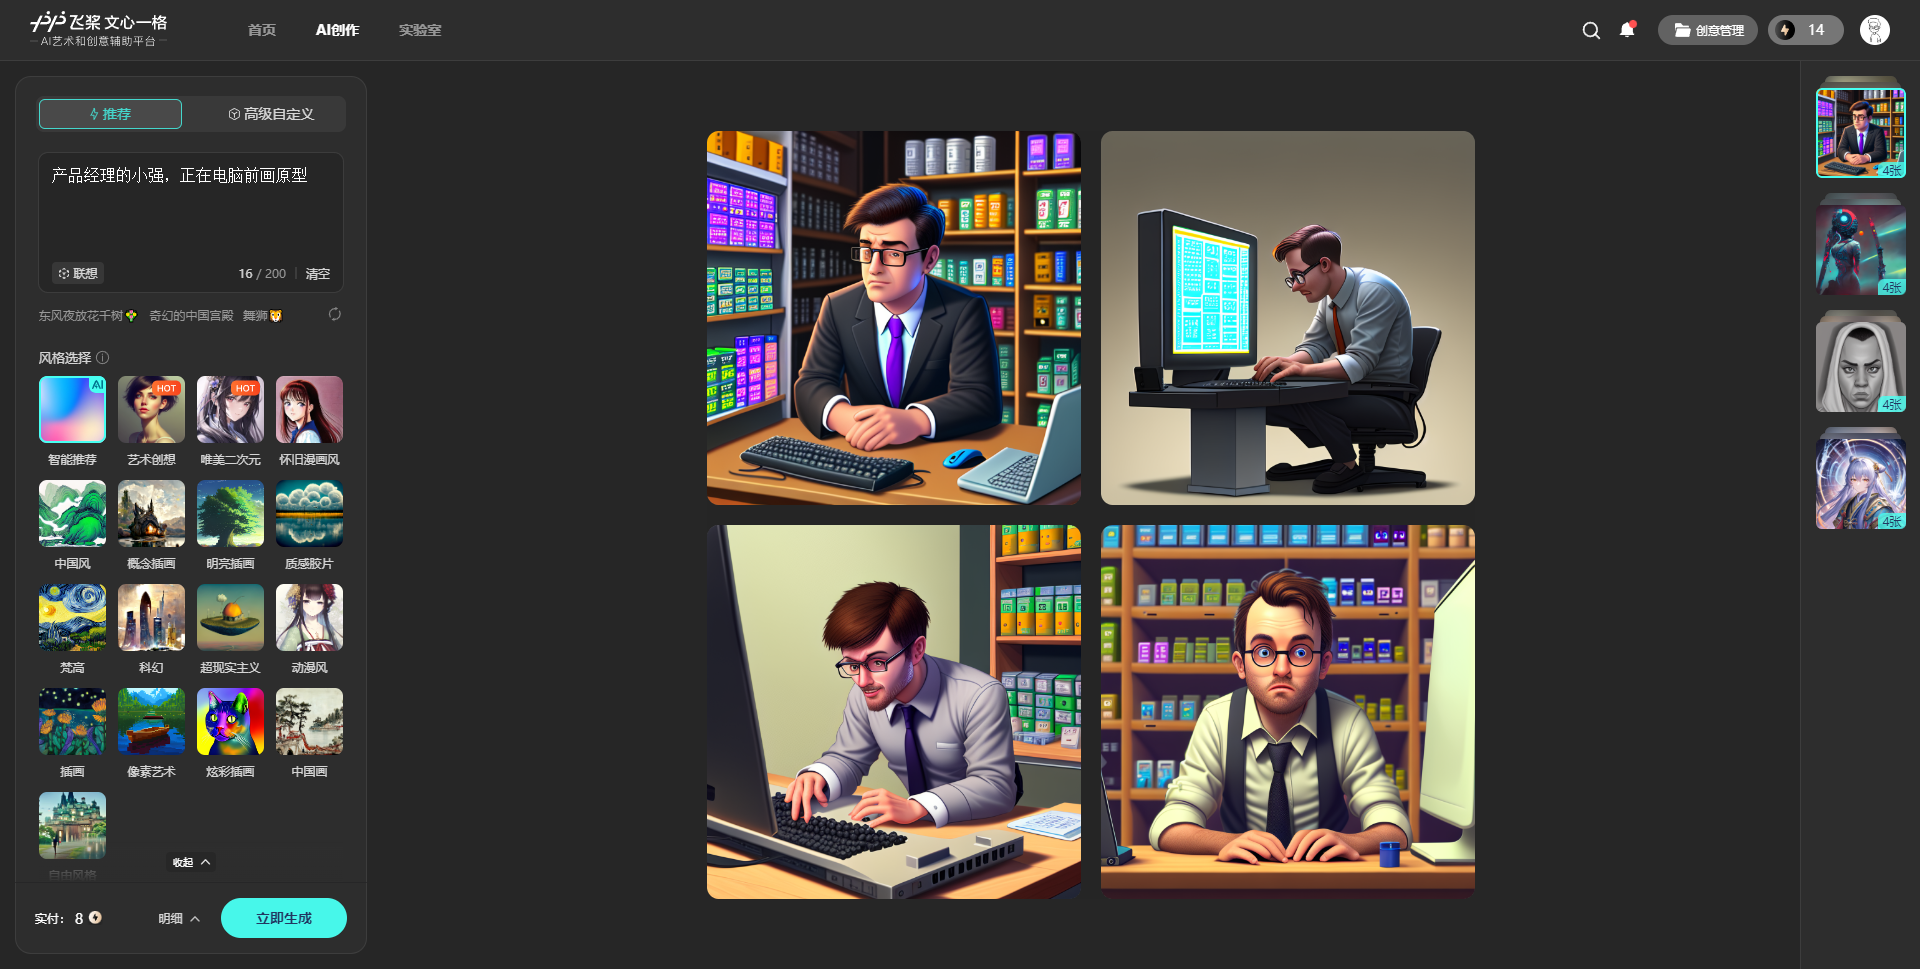 飞桨 文心一格
AI艺术和创意辅助平台
首页
AI创作
实验室
创意管理
14
推荐
高级自定义
产品经理的小强，正在电脑前画原型
联想
16 / 200
清空
东风夜放花千树
奇幻的中国宫殿
舞狮
风格选择
AI
HOT
HOT
智能推荐
艺术创想
唯美二次元
怀旧漫画风
中国风
概念插画
明亮插画
质感胶片
梵高
科幻
超现实主义
动漫风
插画
像素艺术
炫彩插画
中国画
自由风格
收起
实付： 8
明细
立即生成
4张
4张
4张
4张